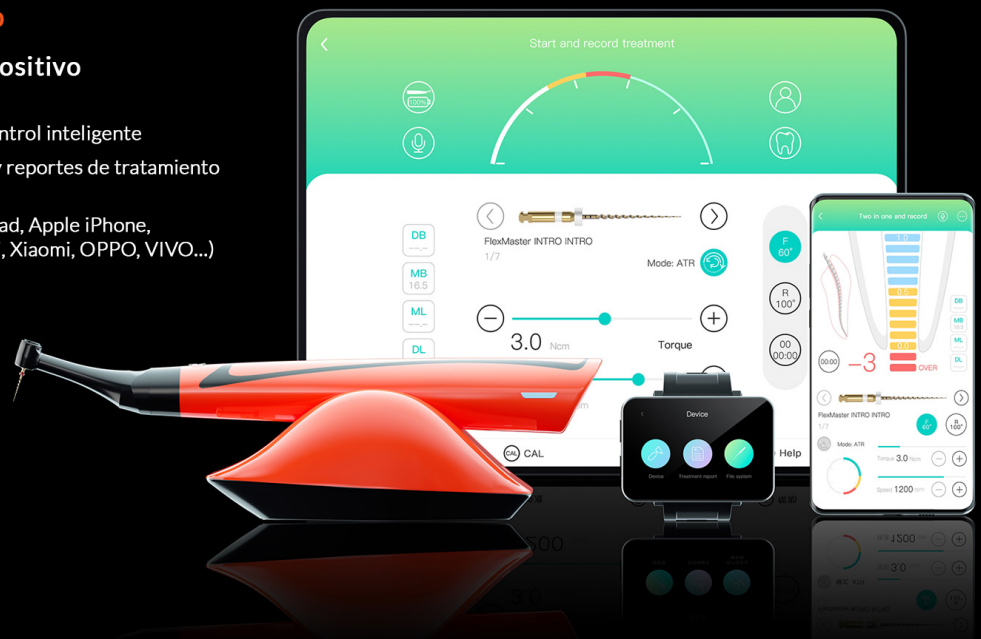 ositivo
ntrol inteligente
y reportes de tratamiento
ad, Apple iPhone,
, Xiaomi, OPPO, VIVO...)
Start and record treatment
100%
DB
--.-
MB
16.5
ML
--.-
DL
FlexMaster INTRO INTRO
1/7
Mode: ATR
3.0 Ncm
Torque
F
60°
R
100°
00
00:00
CAL CAL
Help
Device
Device
Treatment report
File system
Two in one and record
1.0
0.5
0.0
OVER
-3
00:00
DB
MB
16.5
ML
DL
FlexMaster INTRO INTRO
1/7
F
60°
R
100°
Mode: ATR
Torque 3.0 Ncm
Speed 1200 rpm